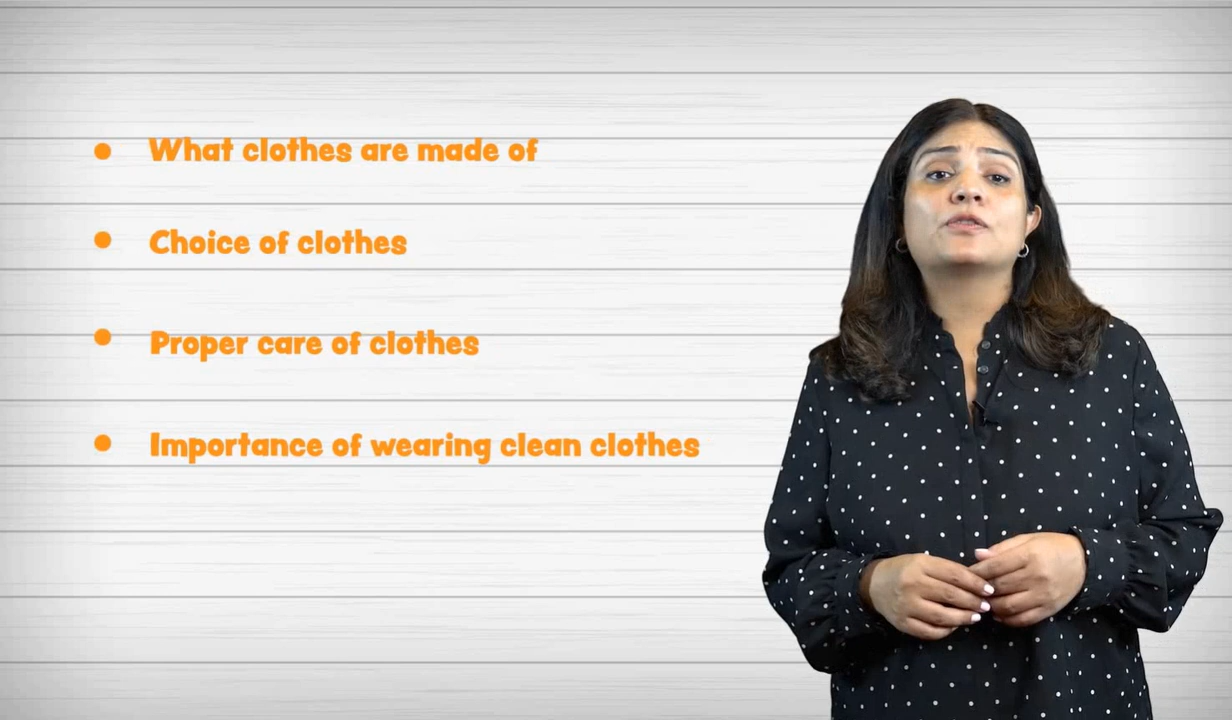 What clothes are made of
Choice of clothes
Proper care of clothes
Importance of wearing clean clothes